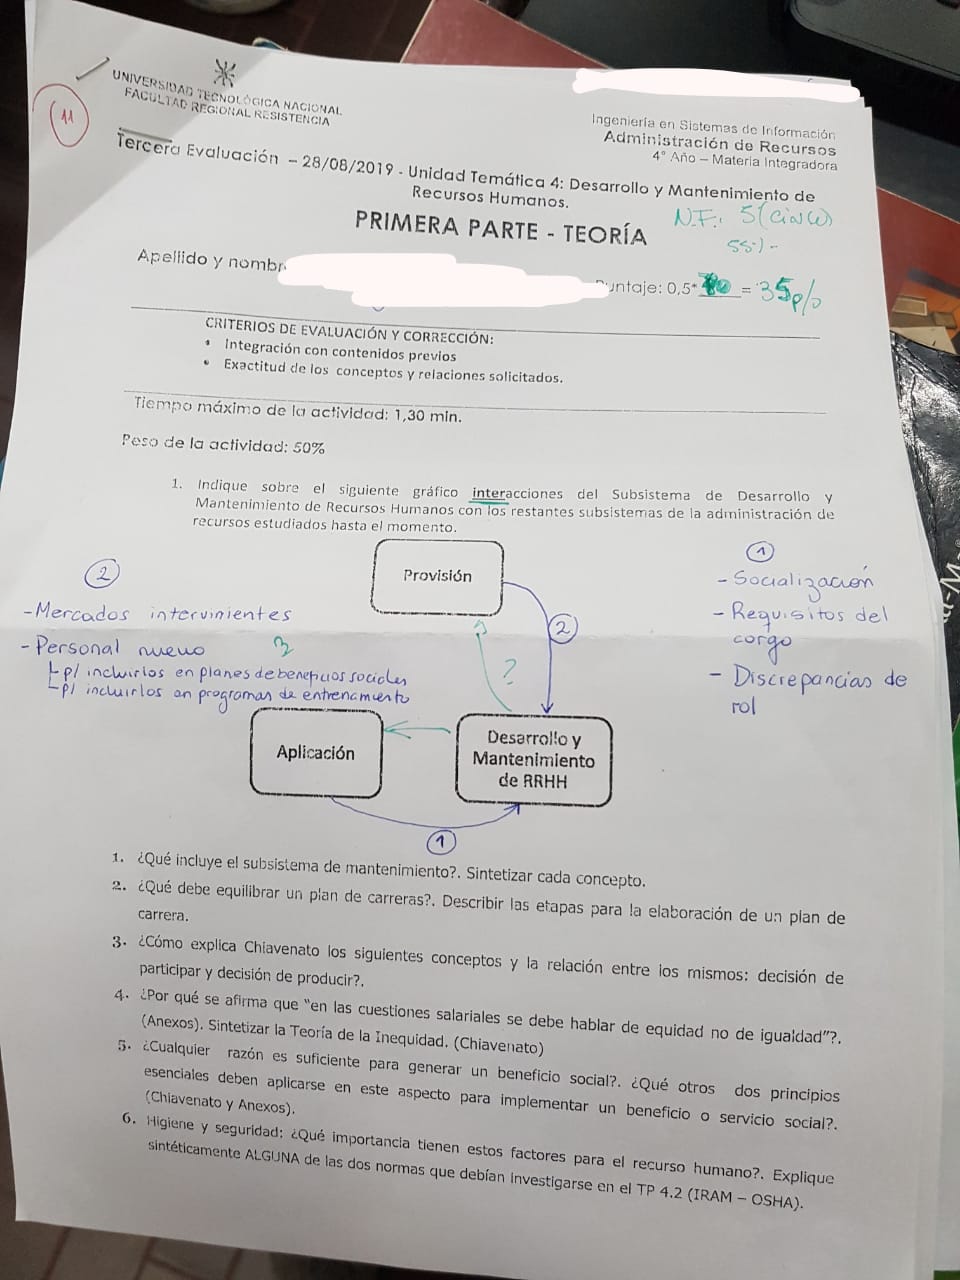 11
UNIVERSIDAD TECNOLÓGICA NACIONAL
FACULTAD REGIONAL RESISTENCIA
Ingeniería en Sistemas de Información
Administración de Recursos
4° Año – Materia Integradora
Tercera Evaluación – 28/08/2019 - Unidad Temática 4: Desarrollo y Mantenimiento de
Recursos Humanos.
N.F.: 5 (cinco)
55%-
PRIMERA PARTE - TEORÍA
Apellido y nombr
untaje: 0,5* = 35p/o
CRITERIOS DE EVALUACIÓN Y CORRECCIÓN:
• Integración con contenidos previos
• Exactitud de los conceptos y relaciones solicitados.
Tiempo máximo de la actividad: 1,30 min.
Peso de la actividad: 50%
1. Indique sobre el siguiente gráfico interacciones del Subsistema de Desarrollo y
Mantenimiento de Recursos Humanos con los restantes subsistemas de la administración de
recursos estudiados hasta el momento.
2
- Mercados intervinientes
- Personal nuevo
p/ incluirlos en planes de beneficios sociales
p/ incluirlos en programas de entrenamiento
Provisión
2
?
1
- Socialización
- Requisitos del
cargo
- Discrepancias de
rol
Aplicación
Desarrollo y
Mantenimiento
de RRHH
1
1. ¿Qué incluye el subsistema de mantenimiento?. Sintetizar cada concepto.
2. ¿Qué debe equilibrar un plan de carreras?. Describir las etapas para la elaboración de un plan de
carrera.
3. ¿Cómo explica Chiavenato los siguientes conceptos y la relación entre los mismos: decisión de
participar y decisión de producir?.
4. ¿Por qué se afirma que “en las cuestiones salariales se debe hablar de equidad no de igualdad”?.
(Anexos). Sintetizar la Teoría de la Inequidad. (Chiavenato)
5. ¿Cualquier razón es suficiente para generar un beneficio social?. ¿Qué otros dos principios
esenciales deben aplicarse en este aspecto para implementar un beneficio o servicio social?.
(Chiavenato y Anexos).
6. Higiene y seguridad: ¿Qué importancia tienen estos factores para el recurso humano?. Explique
sintéticamente ALGUNA de las dos normas que debían investigarse en el TP 4.2 (IRAM – OSHA).